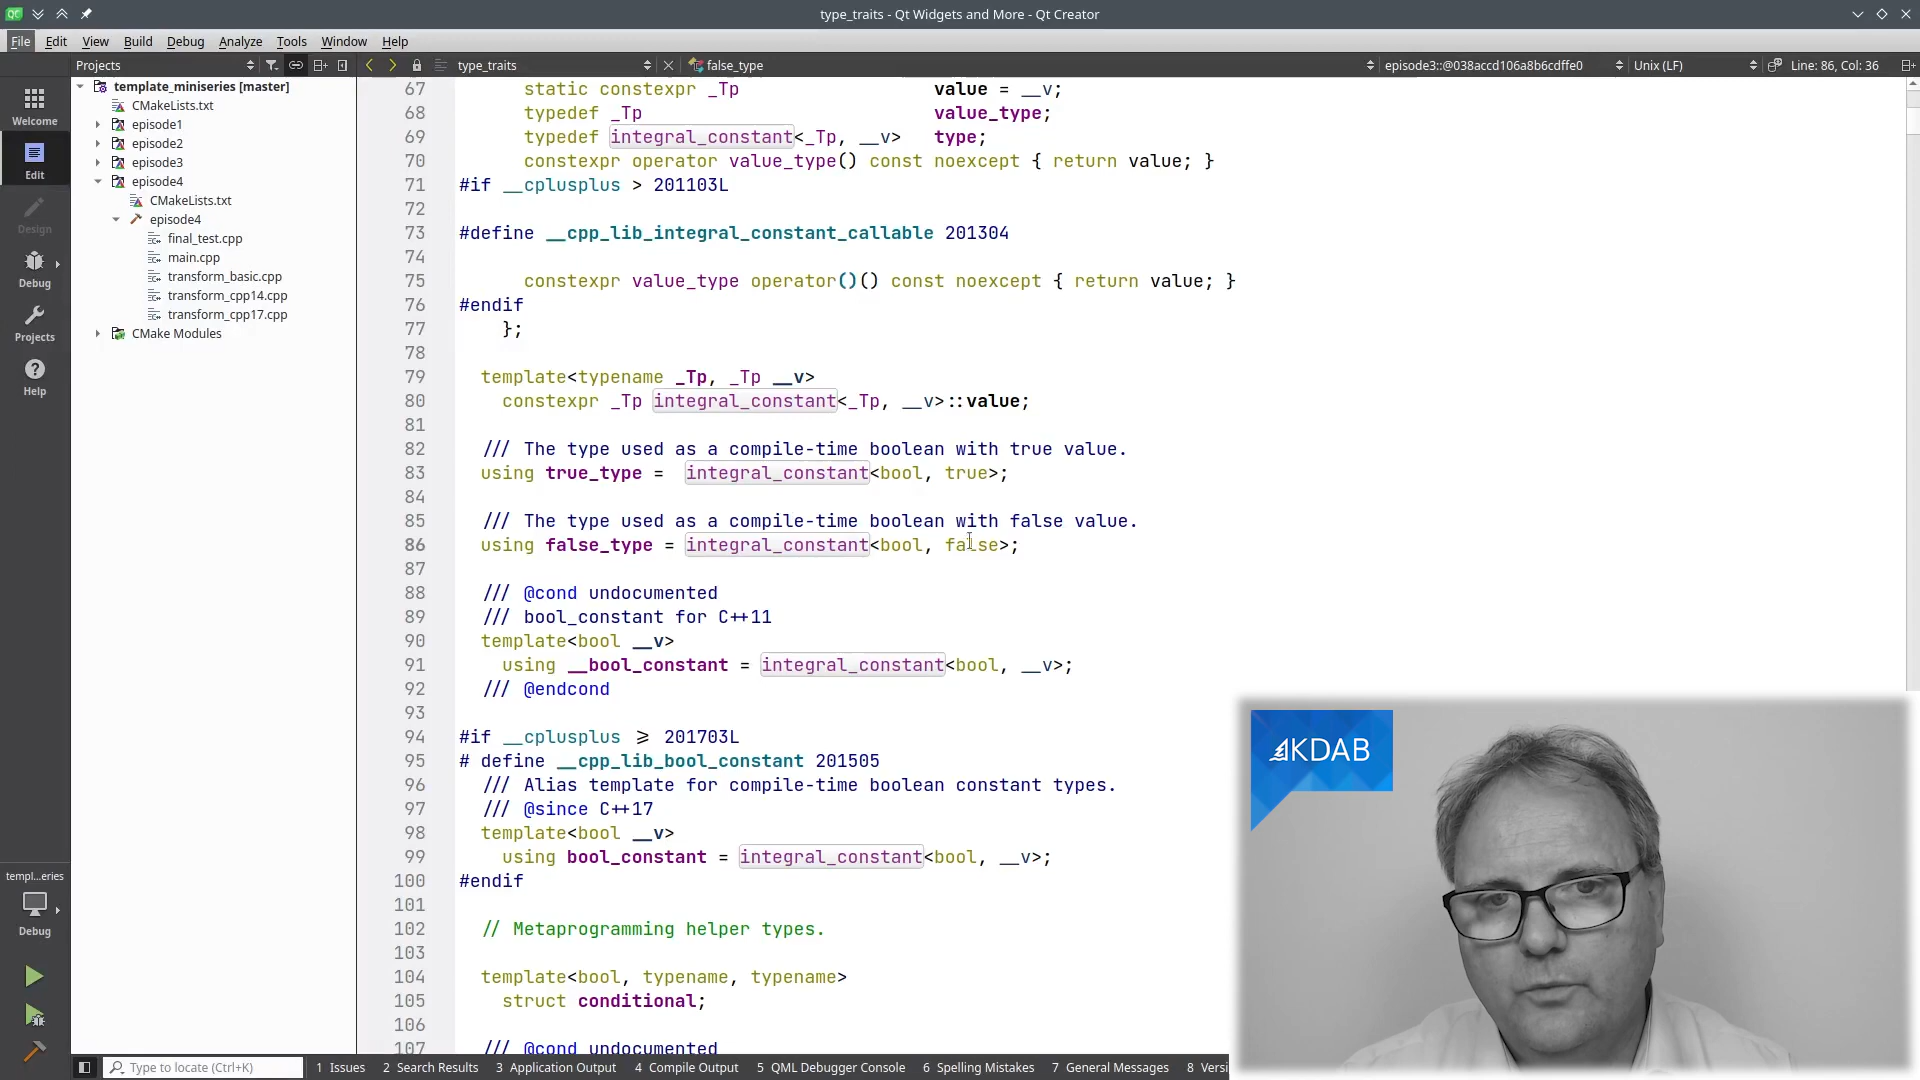 type_traits - Qt Widgets and More - Qt Creator
File Edit View Build Debug Analyze Tools Window Help
Projects type_traits false_type episode3::@038accd106a8b6cdffe0 Unix (LF) Line: 86, Col: 36
Welcome
Edit
Design
Debug
Projects
Help
templ...eries
Debug
template_miniseries [master]
CMakeLists.txt
episode1
episode2
episode3
episode4
CMakeLists.txt
episode4
final_test.cpp
main.cpp
transform_basic.cpp
transform_cpp14.cpp
transform_cpp17.cpp
CMake Modules
67 static constexpr _Tp value = __v;
68 typedef _Tp value_type;
69 typedef integral_constant<_Tp, __v> type;
70 constexpr operator value_type() const noexcept { return value; }
71 #if __cplusplus > 201103L
72
73 #define __cpp_lib_integral_constant_callable 201304
74
75 constexpr value_type operator()() const noexcept { return value; }
76 #endif
77 };
78
79 template<typename _Tp, _Tp __v>
80 constexpr _Tp integral_constant<_Tp, __v>::value;
81
82 /// The type used as a compile-time boolean with true value.
83 using true_type = integral_constant<bool, true>;
84
85 /// The type used as a compile-time boolean with false value.
86 using false_type = integral_constant<bool, false>;
87
88 /// @cond undocumented
89 /// bool_constant for C++11
90 template<bool __v>
91 using __bool_constant = integral_constant<bool, __v>;
92 /// @endcond
93
94 #if __cplusplus >= 201703L
95 # define __cpp_lib_bool_constant 201505
96 /// Alias template for compile-time boolean constant types.
97 /// @since C++17
98 template<bool __v>
99 using bool_constant = integral_constant<bool, __v>;
100 #endif
101
102 // Metaprogramming helper types.
103
104 template<bool, typename, typename>
105 struct conditional;
106
107 /// @cond undocumented
KDAB
Type to locate (Ctrl+K) 1 Issues 2 Search Results 3 Application Output 4 Compile Output 5 QML Debugger Console 6 Spelling Mistakes 7 General Messages 8 Versi